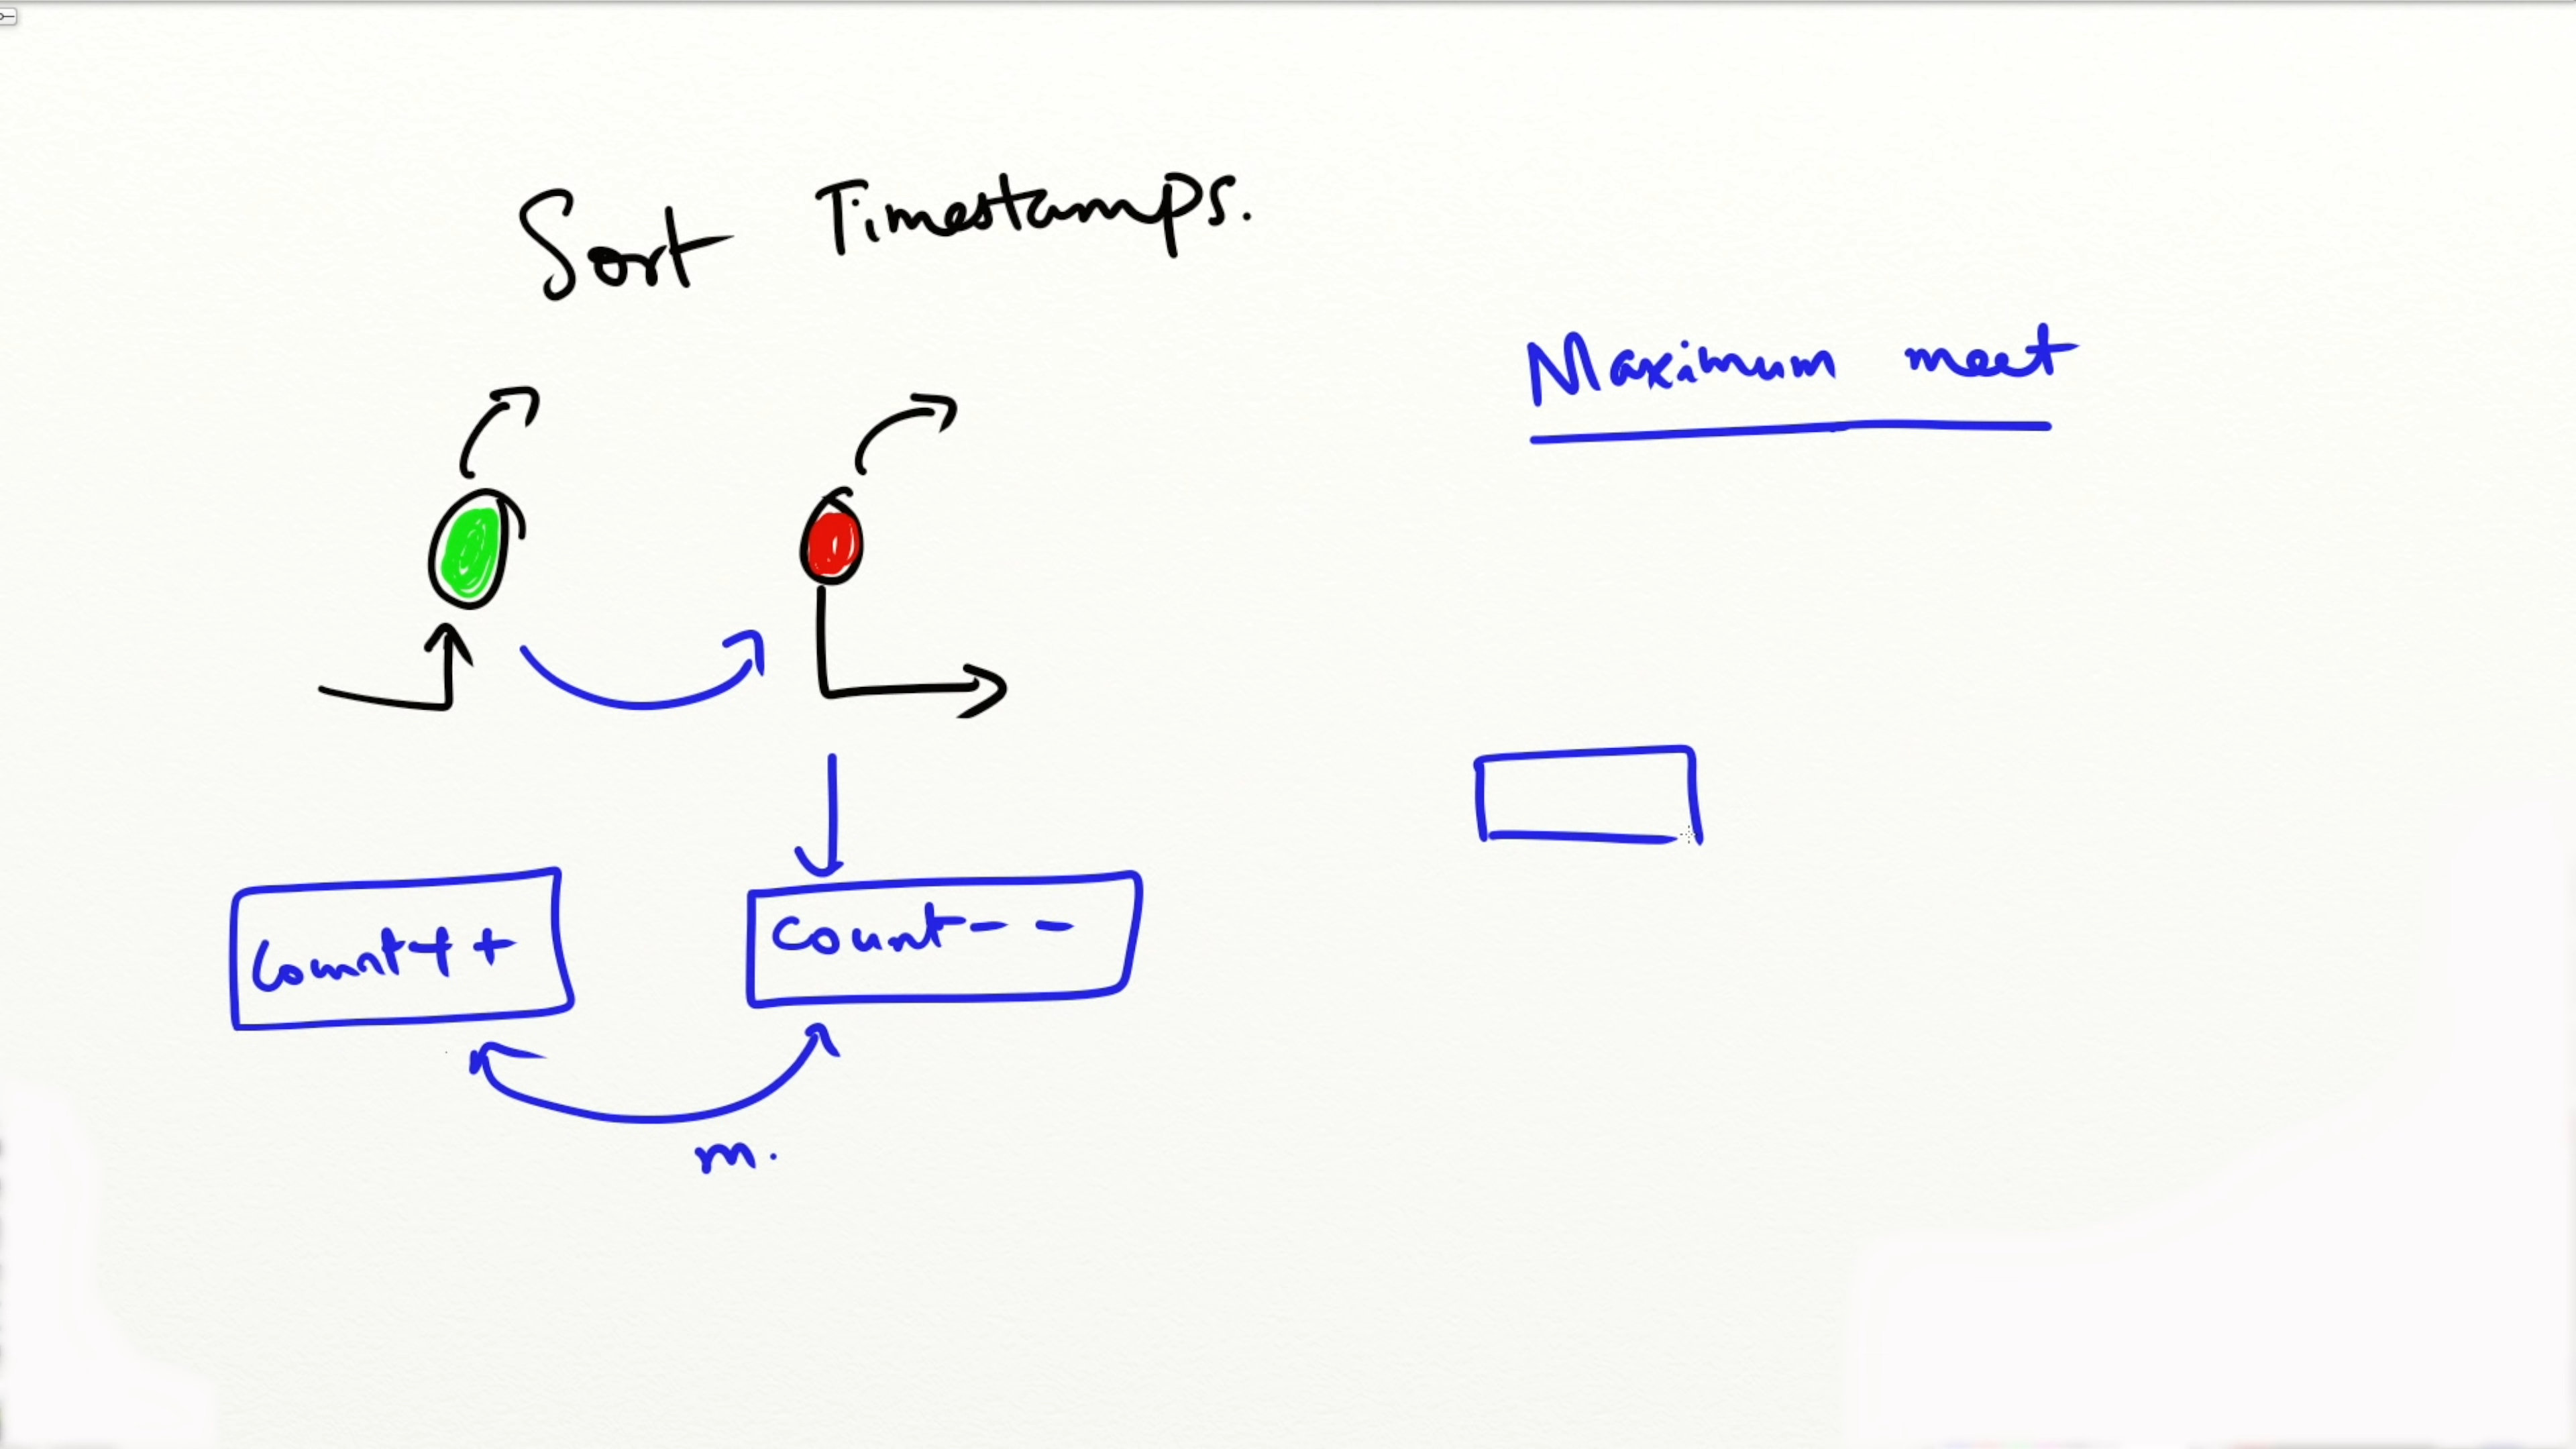 Sort Timestamps.
Maximum meet
Count++
Count--
m.